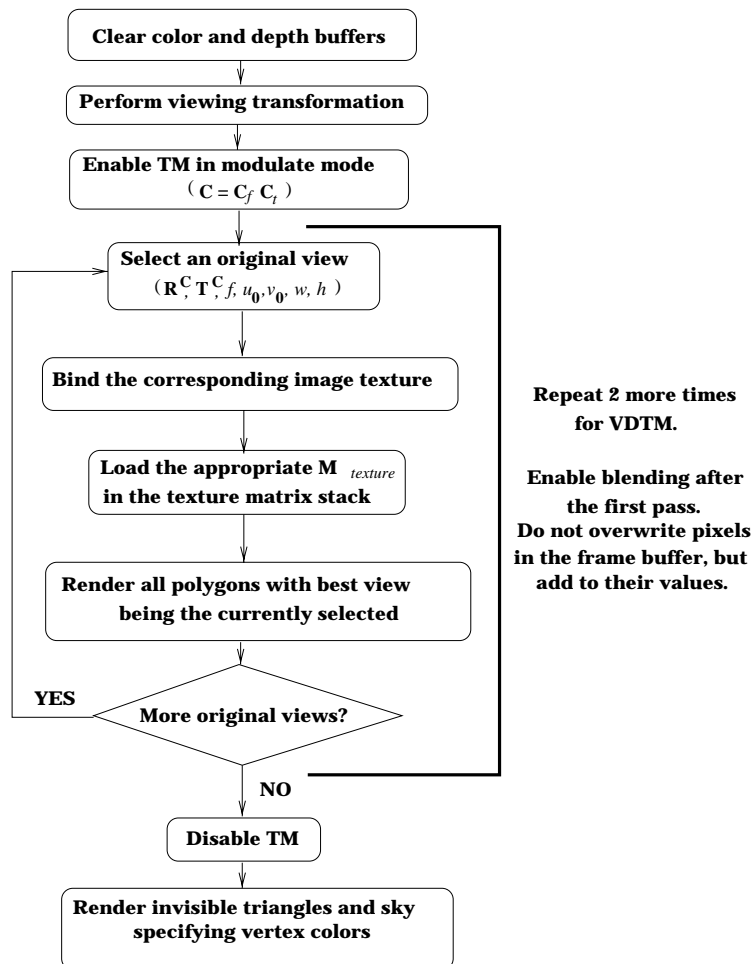 Clear color and depth buffers
Perform viewing transformation
Enable TM in modulate mode
( C = C_f C_t )
Select an original view
( R^C, T^C, f, u_0, v_0, w, h )
Bind the corresponding image texture
Load the appropriate M_texture
in the texture matrix stack
Render all polygons with best view
being the currently selected
YES
More original views?
NO
Disable TM
Render invisible triangles and sky
specifying vertex colors
Repeat 2 more times
for VDTM.
Enable blending after
the first pass.
Do not overwrite pixels
in the frame buffer, but
add to their values.